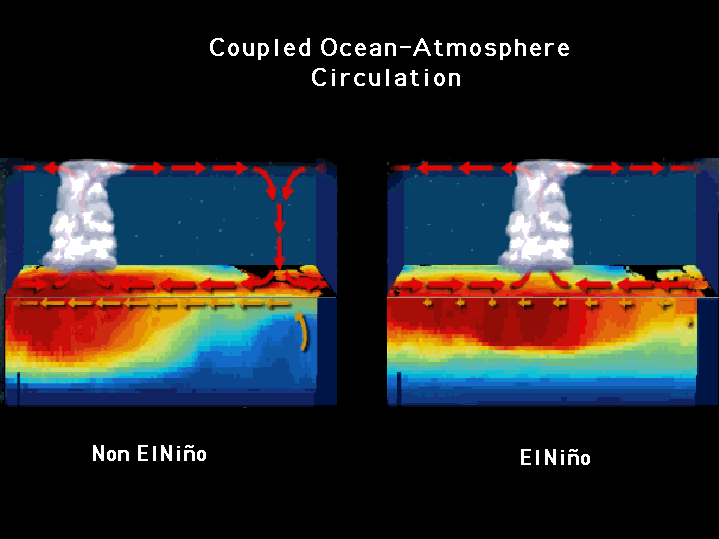 Coupled Ocean-Atmosphere
Circulation
Non ElNiño
ElNiño